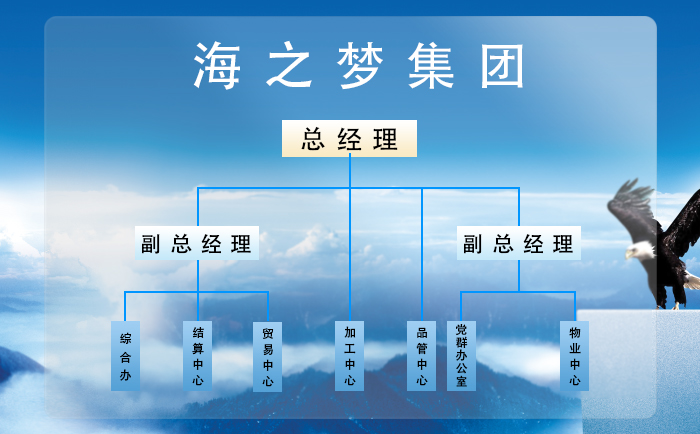 海之梦集团
总经理
副总经理
副总经理
综合办
结算中心
贸易中心
加工中心
品管中心
党群办公室
物业中心